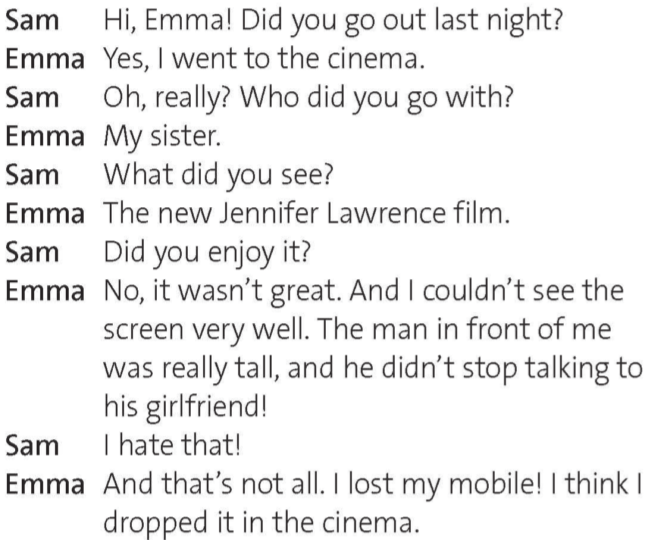 Sam Hi, Emma! Did you go out last night?
Emma Yes, I went to the cinema.
Sam Oh, really? Who did you go with?
Emma My sister.
Sam What did you see?
Emma The new Jennifer Lawrence film.
Sam Did you enjoy it?
Emma No, it wasn't great. And I couldn't see the
screen very well. The man in front of me
was really tall, and he didn't stop talking to
his girlfriend!
Sam I hate that!
Emma And that's not all. I lost my mobile! I think I
dropped it in the cinema.